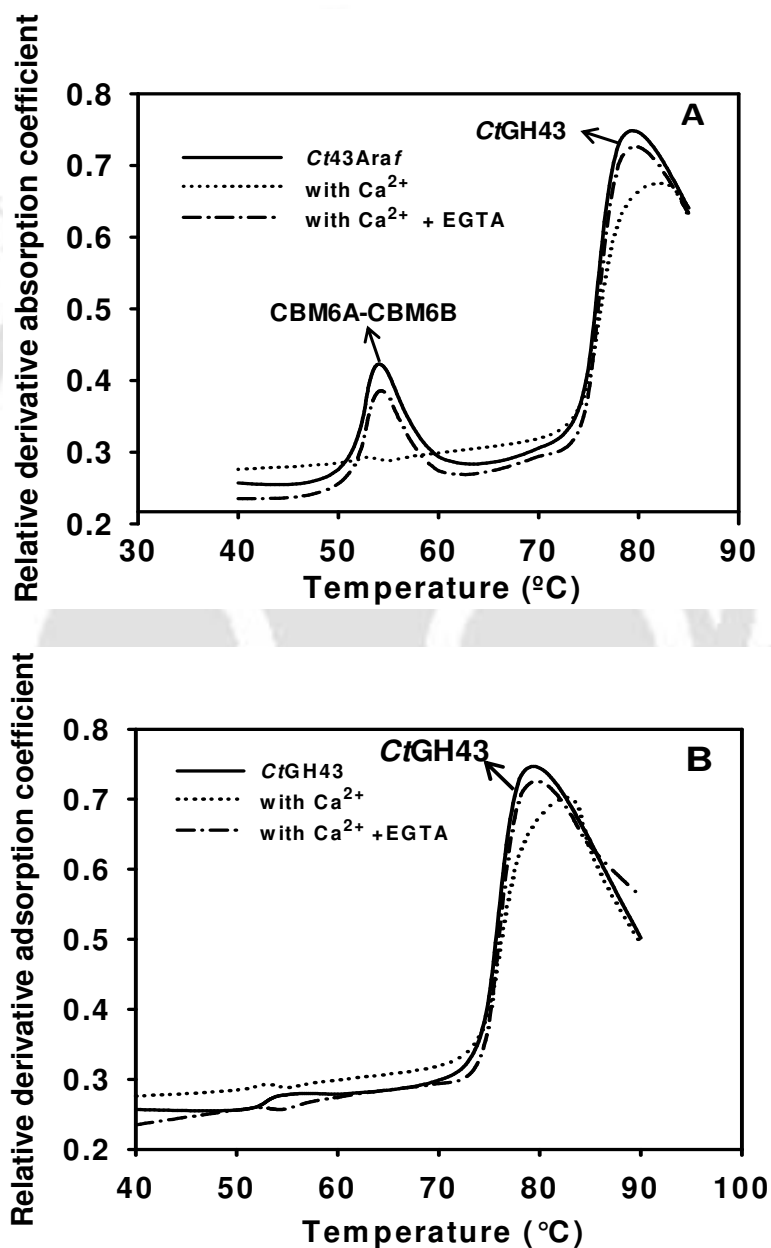 Relative derivative absorption coefficient
0.8
0.7
0.6
0.5
0.4
0.3
0.2
A
CtGH43
Ct43Araf
with Ca²⁺
with Ca²⁺ + EGTA
CBM6A-CBM6B
30 40 50 60 70 80 90
Temperature (ºC)
Relative derivative adsorption coefficient
0.8
0.7
0.6
0.5
0.4
0.3
0.2
B
CtGH43
CtGH43
with Ca²⁺
with Ca²⁺ +EGTA
40 50 60 70 80 90 100
Temperature (°C)